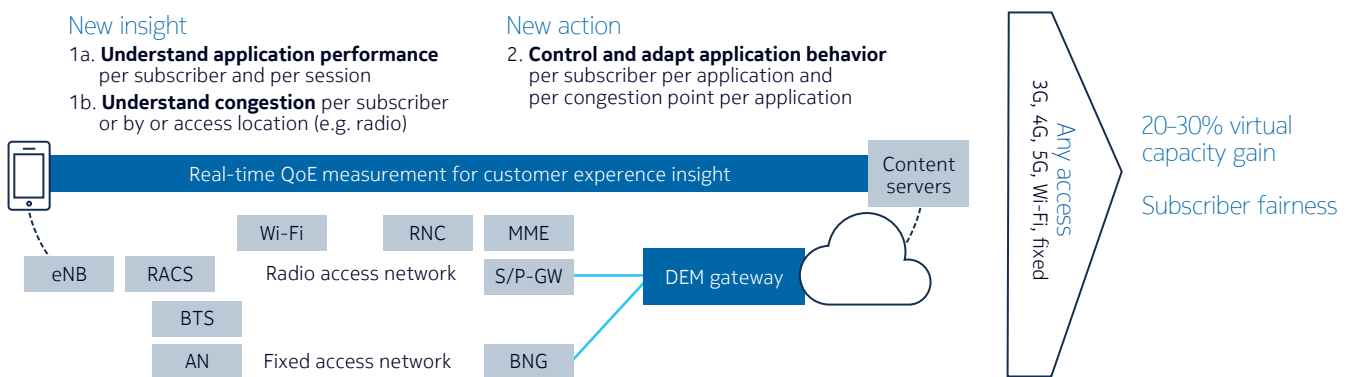 New insight
1a. Understand application performance
per subscriber and per session
1b. Understand congestion per subscriber
or by or access location (e.g. radio)
New action
2. Control and adapt application behavior
per subscriber per application and
per congestion point per application
Real-time QoE measurement for customer experence insight
Content
servers
Wi-Fi
RNC
MME
eNB
RACS
Radio access network
S/P-GW
DEM gateway
BTS
AN
Fixed access network
BNG
Any access
3G, 4G, 5G, Wi-Fi, fixed
20-30% virtual
capacity gain
Subscriber fairness